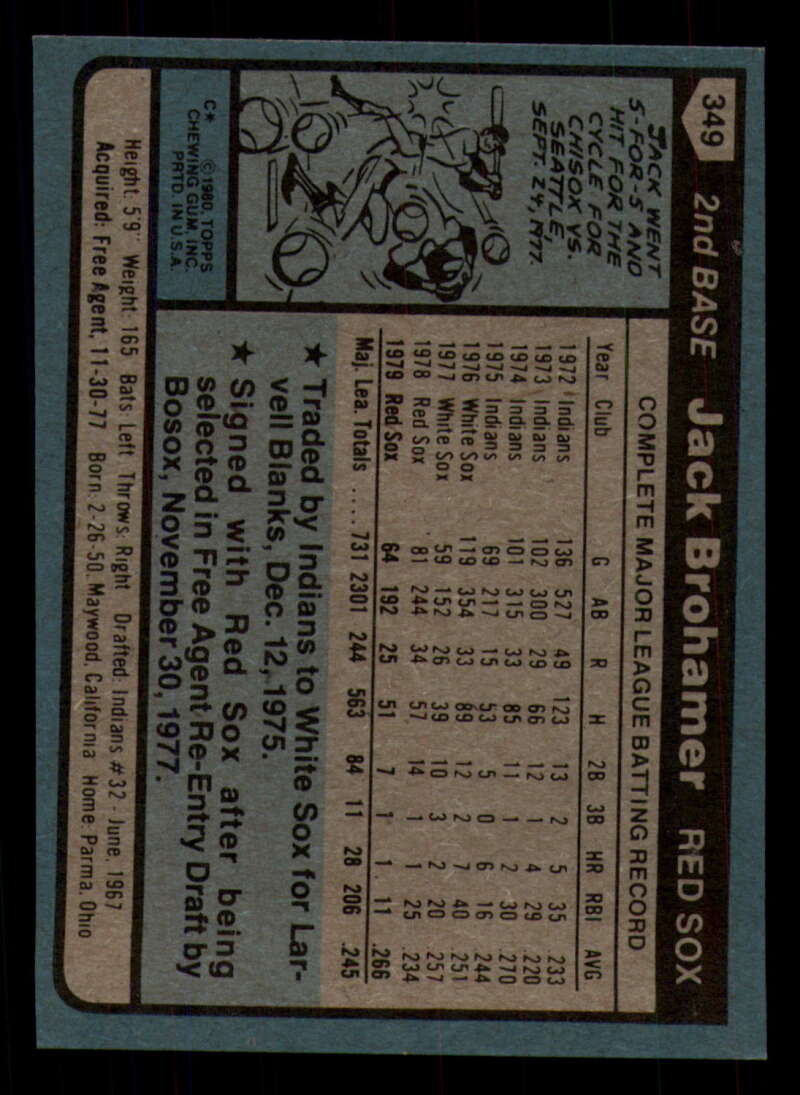 349 2nd BASE Jack Brohamer RED SOX
JACK WENT
5-FOR-5 AND
HIT FOR THE
CYCLE FOR
CHISOX VS.
SEATTLE,
SEPT. 24, 1977.
C* ©1980, TOPPS
CHEWING GUM, INC.
PRTD. IN U.S.A.
COMPLETE MAJOR LEAGUE BATTING RECORD
Year Club G AB R H 2B 3B HR RBI AVG
1972 Indians 136 527 49 123 13 2 5 35 .233
1973 Indians 102 300 29 66 12 1 4 29 .220
1974 Indians 101 315 33 85 11 1 2 30 .270
1975 Indians 69 217 15 53 5 0 6 16 .244
1976 White Sox 119 354 33 89 12 2 7 40 .251
1977 White Sox 59 152 26 39 10 3 2 20 .257
1978 Red Sox 81 244 34 57 14 1 1 25 .234
1979 Red Sox 64 192 25 51 7 1 1 11 .266
Maj. Lea. Totals .... 731 2301 244 563 84 11 28 206 .245
★ Traded by Indians to White Sox for Lar-
vell Blanks, Dec. 12, 1975.
★ Signed with Red Sox after being
selected in Free Agent Re-Entry Draft by
Bosox, November 30, 1977.
Height: 5'9" Weight: 165 Bats: Left Throws: Right Drafted: Indians #32 - June, 1967
Acquired: Free Agent, 11-30-77 Born: 2-26-50, Maywood, California Home: Parma, Ohio